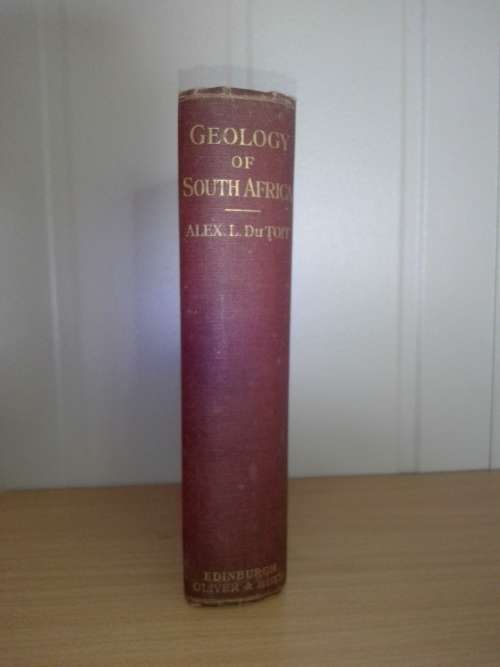 GEOLOGY
OF
SOUTH AFRICA
ALEX. L. DU TOIT
EDINBURGH
OLIVER & BOYD